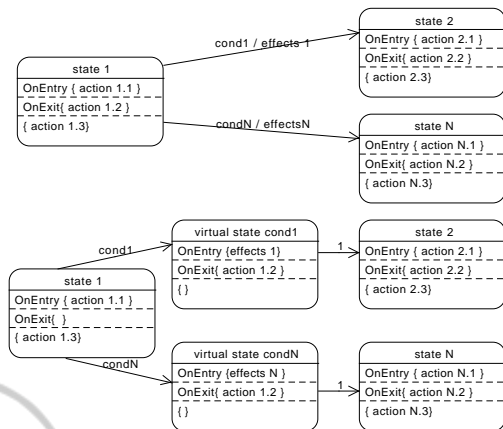 state 1
OnEntry { action 1.1 }
OnExit{ action 1.2 }
{ action 1.3}
cond1 / effects 1
condN / effectsN
state 2
OnEntry { action 2.1 }
OnExit{ action 2.2 }
{ action 2.3}
state N
OnEntry { action N.1 }
OnExit{ action N.2 }
{ action N.3}
state 1
OnEntry { action 1.1 }
OnExit{  }
{ action 1.3}
cond1
condN
virtual state cond1
OnEntry {effects 1}
OnExit{ action 1.2 }
{ }
1
state 2
OnEntry { action 2.1 }
OnExit{ action 2.2 }
{ action 2.3}
virtual state condN
OnEntry {effects N }
OnExit{ action 1.2 }
{ }
1
state N
OnEntry { action N.1 }
OnExit{ action N.2 }
{ action N.3}